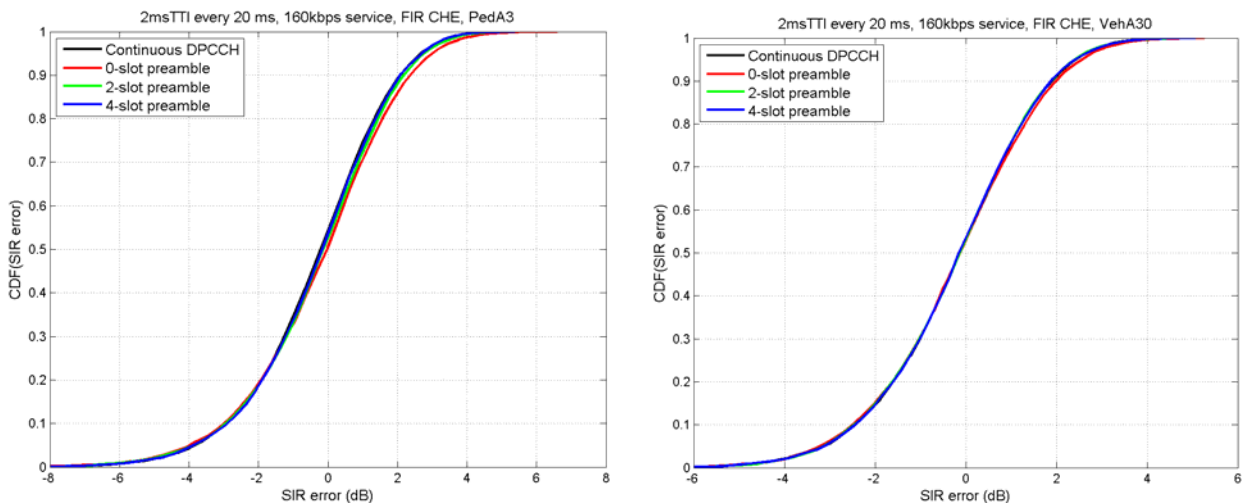 2msTTI every 20 ms, 160kbps service, FIR CHE, PedA3
Continuous DPCCH
0-slot preamble
2-slot preamble
4-slot preamble
CDF(SIR error)
1
0.9
0.8
0.7
0.6
0.5
0.4
0.3
0.2
0.1
0
-8
-6
-4
-2
0
2
4
6
8
SIR error (dB)
2msTTI every 20 ms, 160kbps service, FIR CHE, VehA30
Continuous DPCCH
0-slot preamble
2-slot preamble
4-slot preamble
CDF(SIR error)
1
0.9
0.8
0.7
0.6
0.5
0.4
0.3
0.2
0.1
0
-6
-4
-2
0
2
4
6
SIR error (dB)